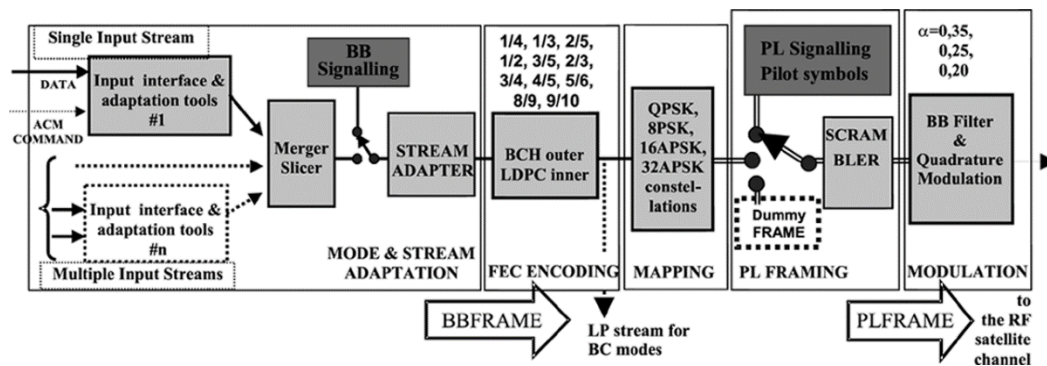 Single Input Stream
DATA
Input interface &
adaptation tools
#1
ACM
COMMAND
Input interface &
adaptation tools
#n
Multiple Input Streams
BB
Signalling
Merger
Slicer
STREAM
ADAPTER
MODE & STREAM
ADAPTATION
1/4, 1/3, 2/5,
1/2, 3/5, 2/3,
3/4, 4/5, 5/6,
8/9, 9/10
BCH outer
LDPC inner
FEC ENCODING
QPSK,
8PSK,
16APSK,
32APSK
constel-
lations
MAPPING
PL Signalling
Pilot symbols
SCRAM
BLER
Dummy
FRAME
PL FRAMING
α=0,35,
0,25,
0,20
BB Filter
&
Quadrature
Modulation
MODULATION
BBFRAME
LP stream for
BC modes
PLFRAME
to
the RF
satellite
channel